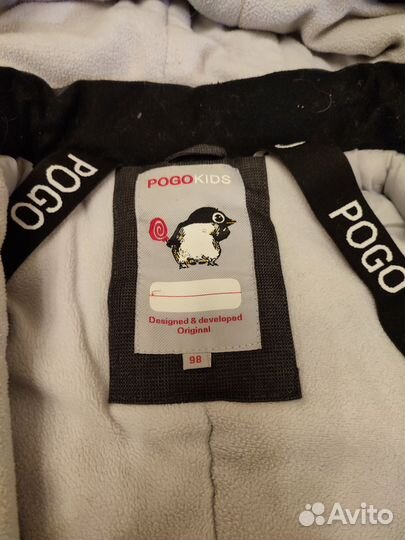 POGOKIDS
POGO
POGO
Designed & developed
Original
98
Avito